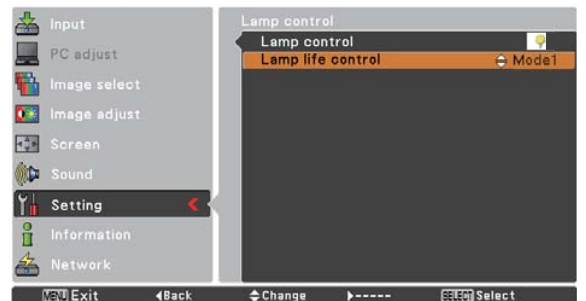 Input
PC adjust
Image select
Image adjust
Screen
Sound
Setting
Information
Network
Lamp control
Lamp control
Lamp life control Mode1
MENU Exit Back Change ----- SELECT Select